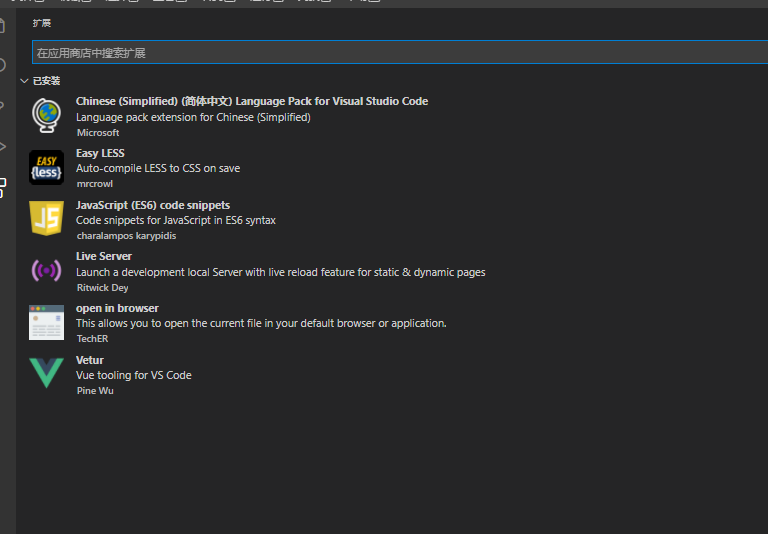 扩展
在应用商店中搜索扩展
已安装
Chinese (Simplified) (简体中文) Language Pack for Visual Studio Code
Language pack extension for Chinese (Simplified)
Microsoft
EASY
{less}
Easy LESS
Auto-compile LESS to CSS on save
mrcrowl
JS
JavaScript (ES6) code snippets
Code snippets for JavaScript in ES6 syntax
charalampos karypidis
Live Server
Launch a development local Server with live reload feature for static & dynamic pages
Ritwick Dey
open in browser
This allows you to open the current file in your default browser or application.
TechER
Vetur
Vue tooling for VS Code
Pine Wu